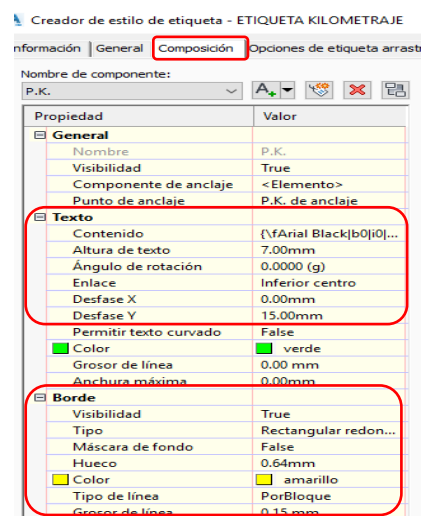 Creador de estilo de etiqueta - ETIQUETA KILOMETRAJE
nformación General Composición Opciones de etiqueta arrast
Nombre de componente:
P.K.
Propiedad Valor
General
Nombre P.K.
Visibilidad True
Componente de anclaje <Elemento>
Punto de anclaje P.K. de anclaje
Texto
Contenido {\fArial Black|b0|i0|...
Altura de texto 7.00mm
Ángulo de rotación 0.0000 (g)
Enlace Inferior centro
Desfase X 0.00mm
Desfase Y 15.00mm
Permitir texto curvado False
Color verde
Grosor de línea 0.00 mm
Anchura máxima 0.00mm
Borde
Visibilidad True
Tipo Rectangular redon...
Máscara de fondo False
Hueco 0.64mm
Color amarillo
Tipo de línea PorBloque
Grosor de línea 0.15 mm